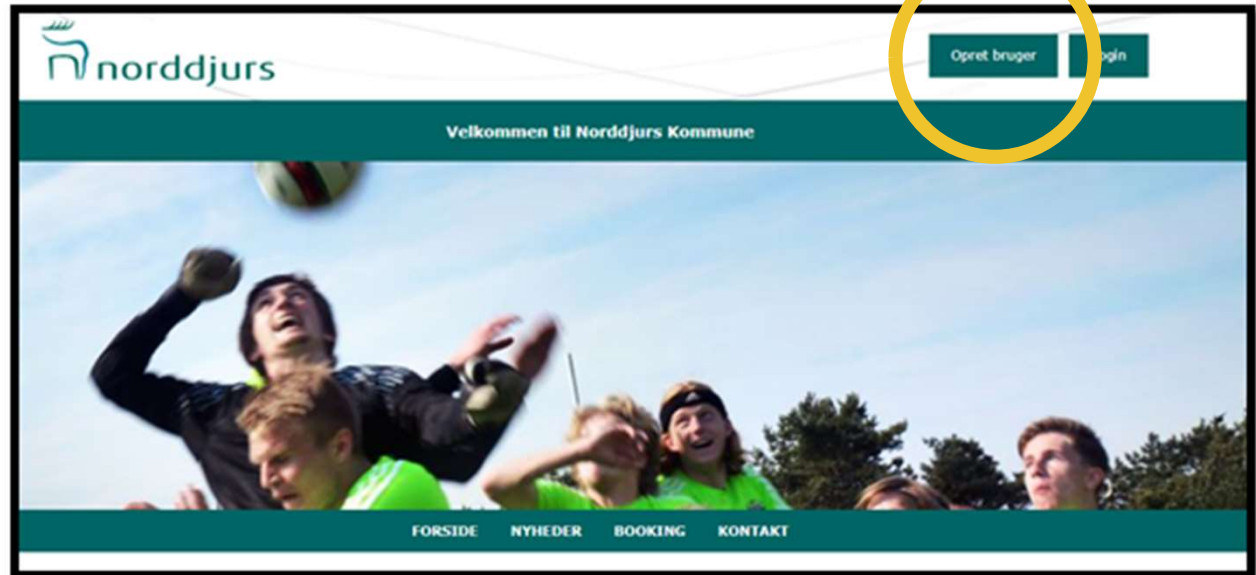 norddjurs
Opret bruger
Velkommen til Norddjurs Kommune
FORSIDE NYHEDER BOOKING KONTAKT